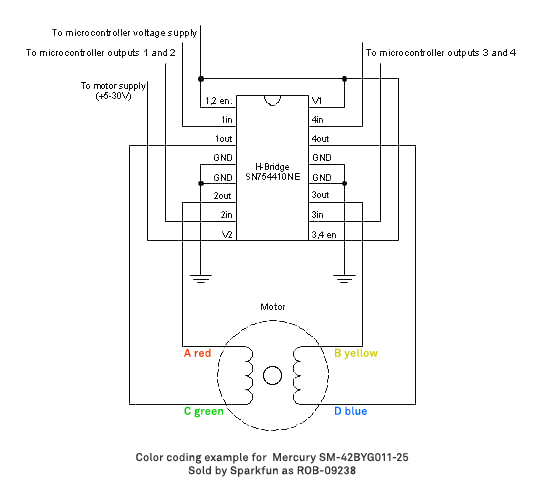 To microcontroller voltage supply
To microcontroller outputs 1 and 2
To microcontroller outputs 3 and 4
To motor supply
(+5-30V)
1,2 en.
V1
1in
4in
1out
4out
GND
GND
H-Bridge
SN754410NE
GND
GND
2out
3out
2in
3in
V2
3,4 en
Motor
A red
B yellow
C green
D blue
Color coding example for Mercury SM-42BYG011-25
Sold by Sparkfun as ROB-09238